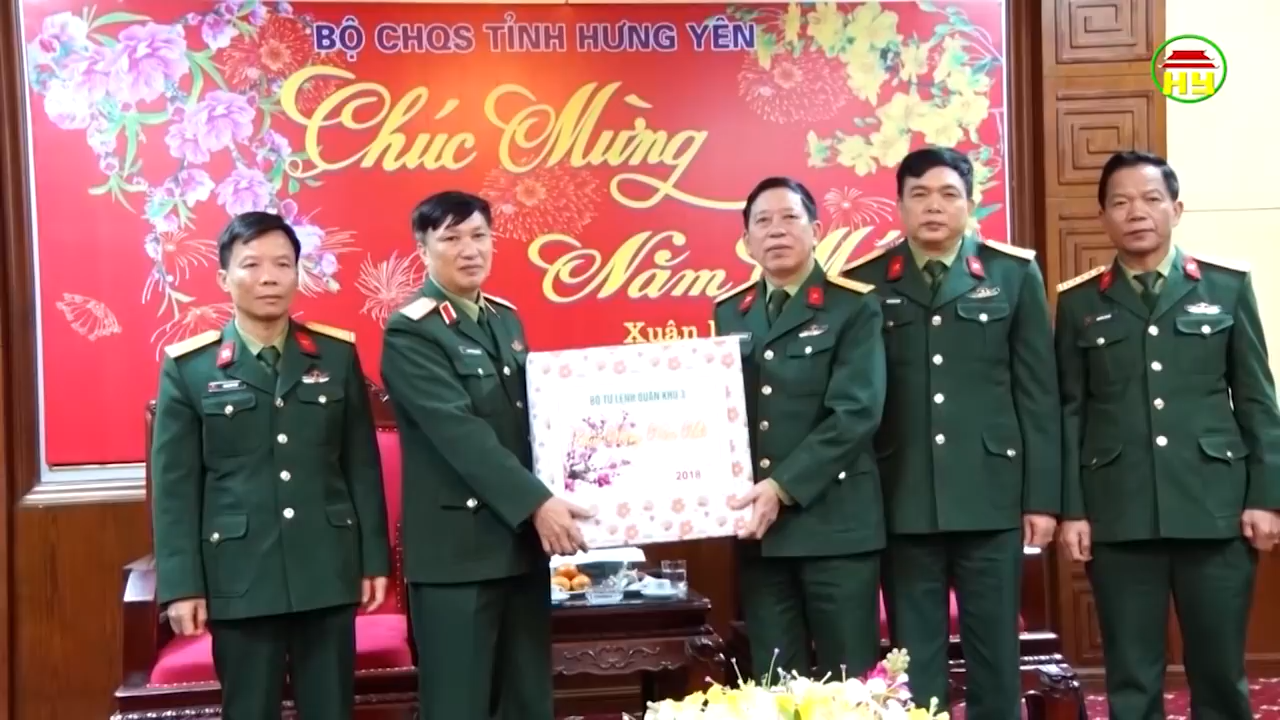 BỘ CHQS TỈNH HƯNG YÊN
HY
Chúc Mừng
Năm
Xuân
BỘ TƯ LỆNH QUÂN KHU 3
2018